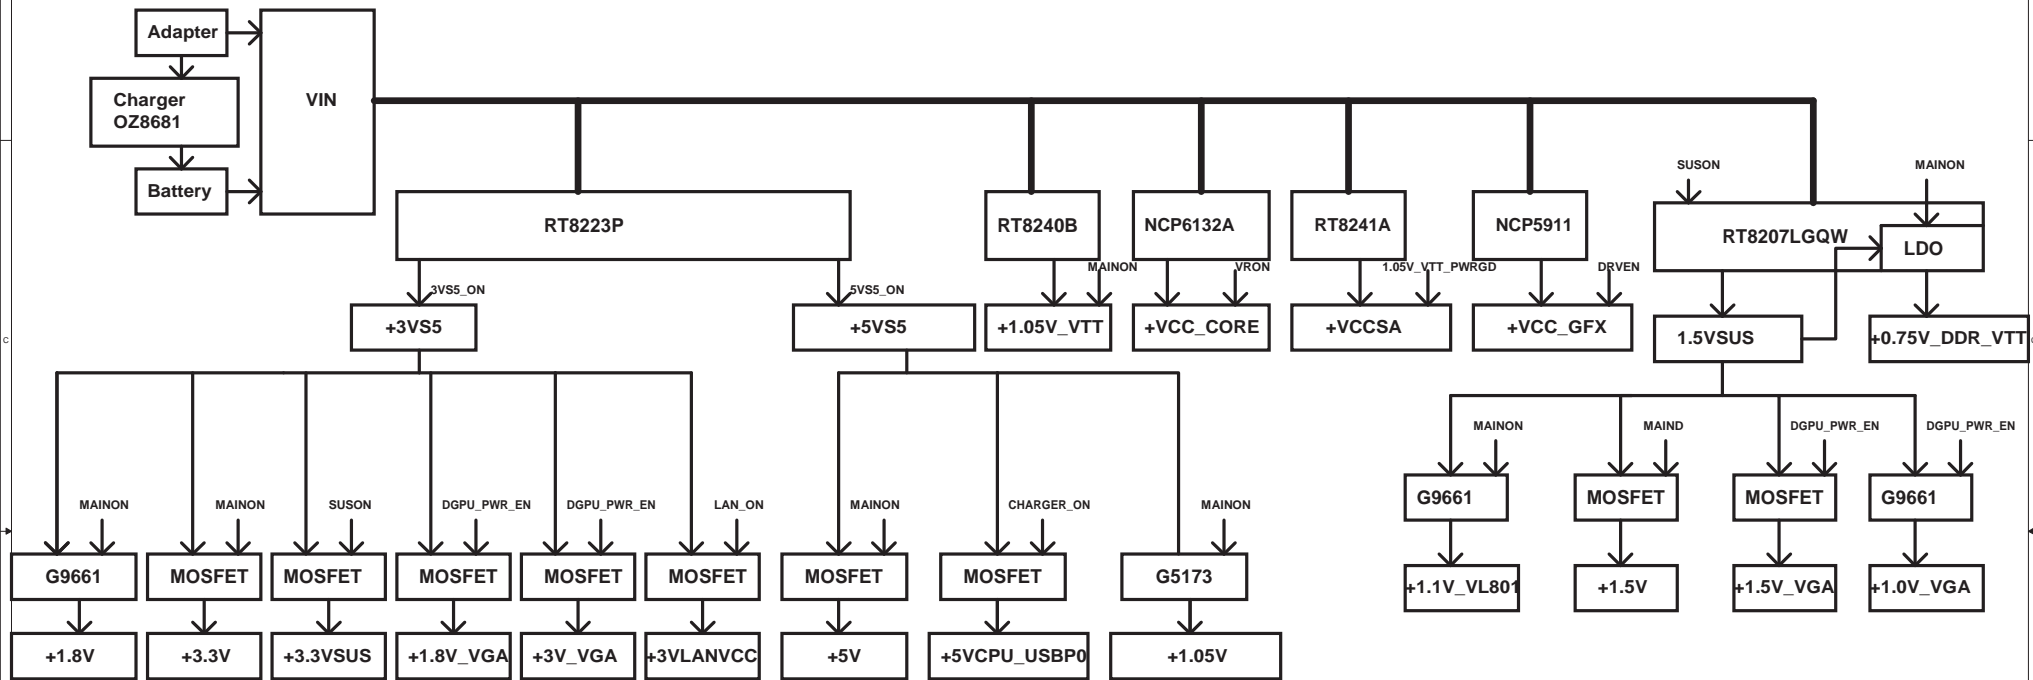 Adapter
Charger
OZ8681
Battery
VIN
SUSON
MAINON
RT8223P
RT8240B
NCP6132A
RT8241A
NCP5911
RT8207LGQW
LDO
3VS5_ON
5VS5_ON
MAINON
VRON
1.05V_VTT_PWRGD
DRVEN
+3VS5
+5VS5
+1.05V_VTT
+VCC_CORE
+VCCSA
+VCC_GFX
1.5VSUS
+0.75V_DDR_VTT
C
MAINON
MAIND
DGPU_PWR_EN
DGPU_PWR_EN
G9661
MOSFET
MOSFET
G9661
MAINON
MAINON
SUSON
DGPU_PWR_EN
DGPU_PWR_EN
LAN_ON
MAINON
CHARGER_ON
MAINON
G9661
MOSFET
MOSFET
MOSFET
MOSFET
MOSFET
MOSFET
MOSFET
G5173
+1.1V_VL801
+1.5V
+1.5V_VGA
+1.0V_VGA
+1.8V
+3.3V
+3.3VSUS
+1.8V_VGA
+3V_VGA
+3VLANVCC
+5V
+5VCPU_USBP0
+1.05V